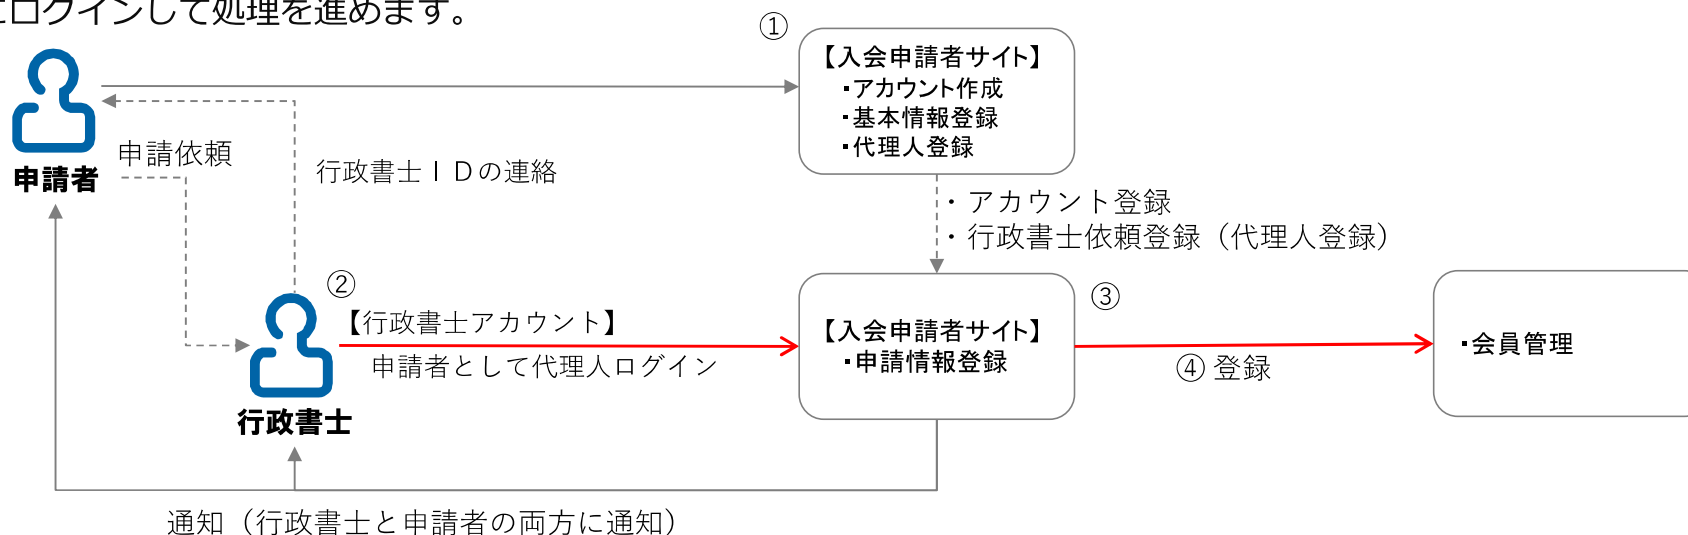 ログインして処理を進めます。
①
【入会申請者サイト】
・アカウント作成
・基本情報登録
・代理人登録
申請依頼
申請者
行政書士ＩＤの連絡
・アカウント登録
・行政書士依頼登録（代理人登録）
②
【行政書士アカウント】
申請者として代理人ログイン
行政書士
【入会申請者サイト】
・申請情報登録
③
④登録
・会員管理
通知（行政書士と申請者の両方に通知）